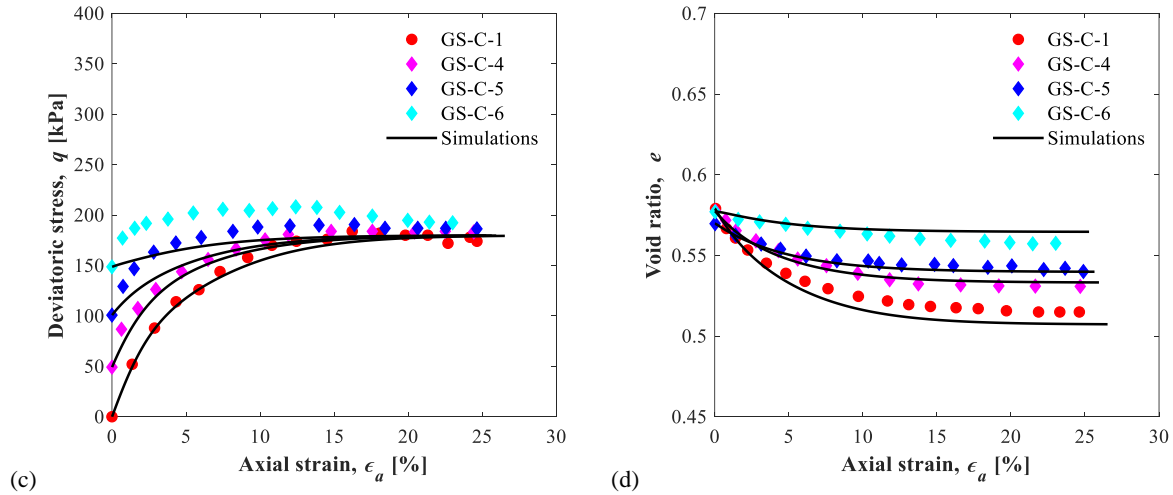 Deviatoric stress, q [kPa]
400
350
300
250
200
150
100
50
0
GS-C-1
GS-C-4
GS-C-5
GS-C-6
Simulations
0 5 10 15 20 25 30
Axial strain, ϵa [%]
(c)
Void ratio, e
0.7
0.65
0.6
0.55
0.5
0.45
GS-C-1
GS-C-4
GS-C-5
GS-C-6
Simulations
0 5 10 15 20 25 30
Axial strain, ϵa [%]
(d)